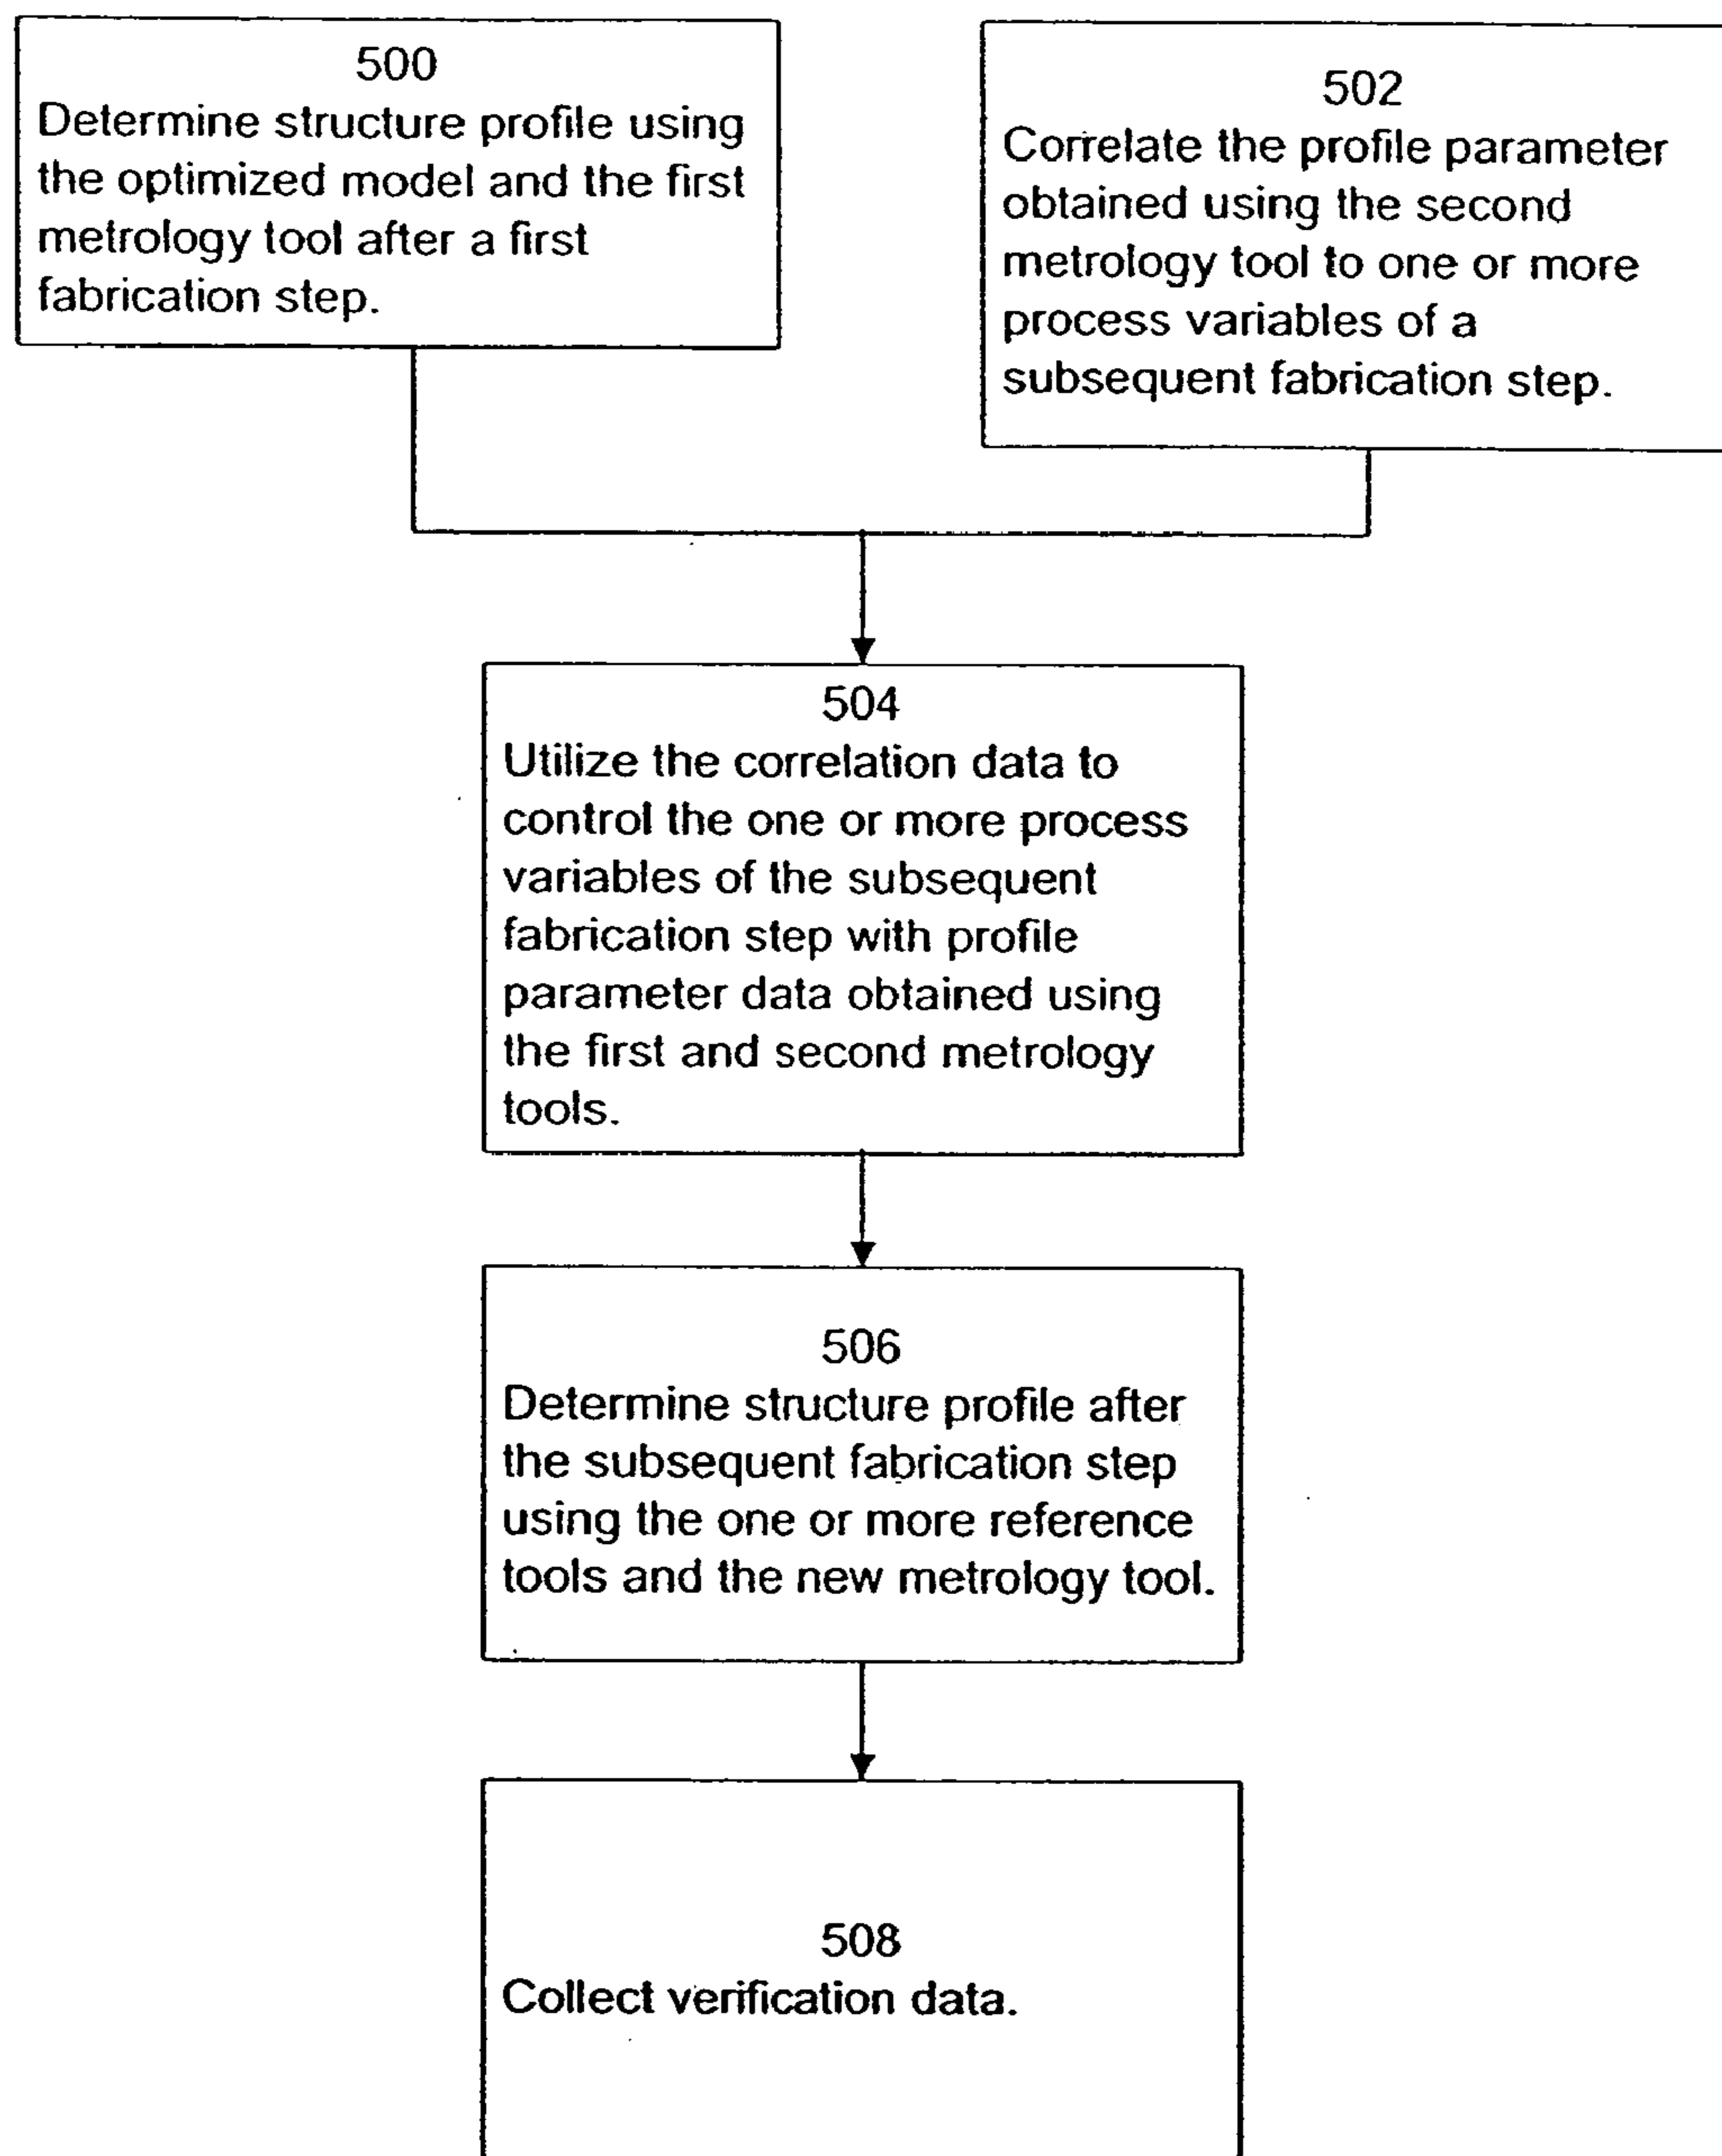 500
Determine structure profile using
the optimized model and the first
metrology tool after a first
fabrication step.
502
Correlate the profile parameter
obtained using the second
metrology tool to one or more
process variables of a
subsequent fabrication step.
504
Utilize the correlation data to
control the one or more process
variables of the subsequent
fabrication step with profile
parameter data obtained using
the first and second metrology
tools.
506
Determine structure profile after
the subsequent fabrication step
using the one or more reference
tools and the new metrology tool.
508
Collect verification data.